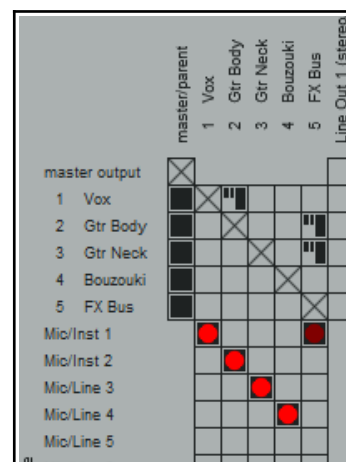 master/parent
1 Vox
2 Gtr Body
3 Gtr Neck
4 Bouzouki
5 FX Bus
Line Out 1 (stereo
master output
1 Vox
2 Gtr Body
3 Gtr Neck
4 Bouzouki
5 FX Bus
Mic/Inst 1
Mic/Inst 2
Mic/Line 3
Mic/Line 4
Mic/Line 5